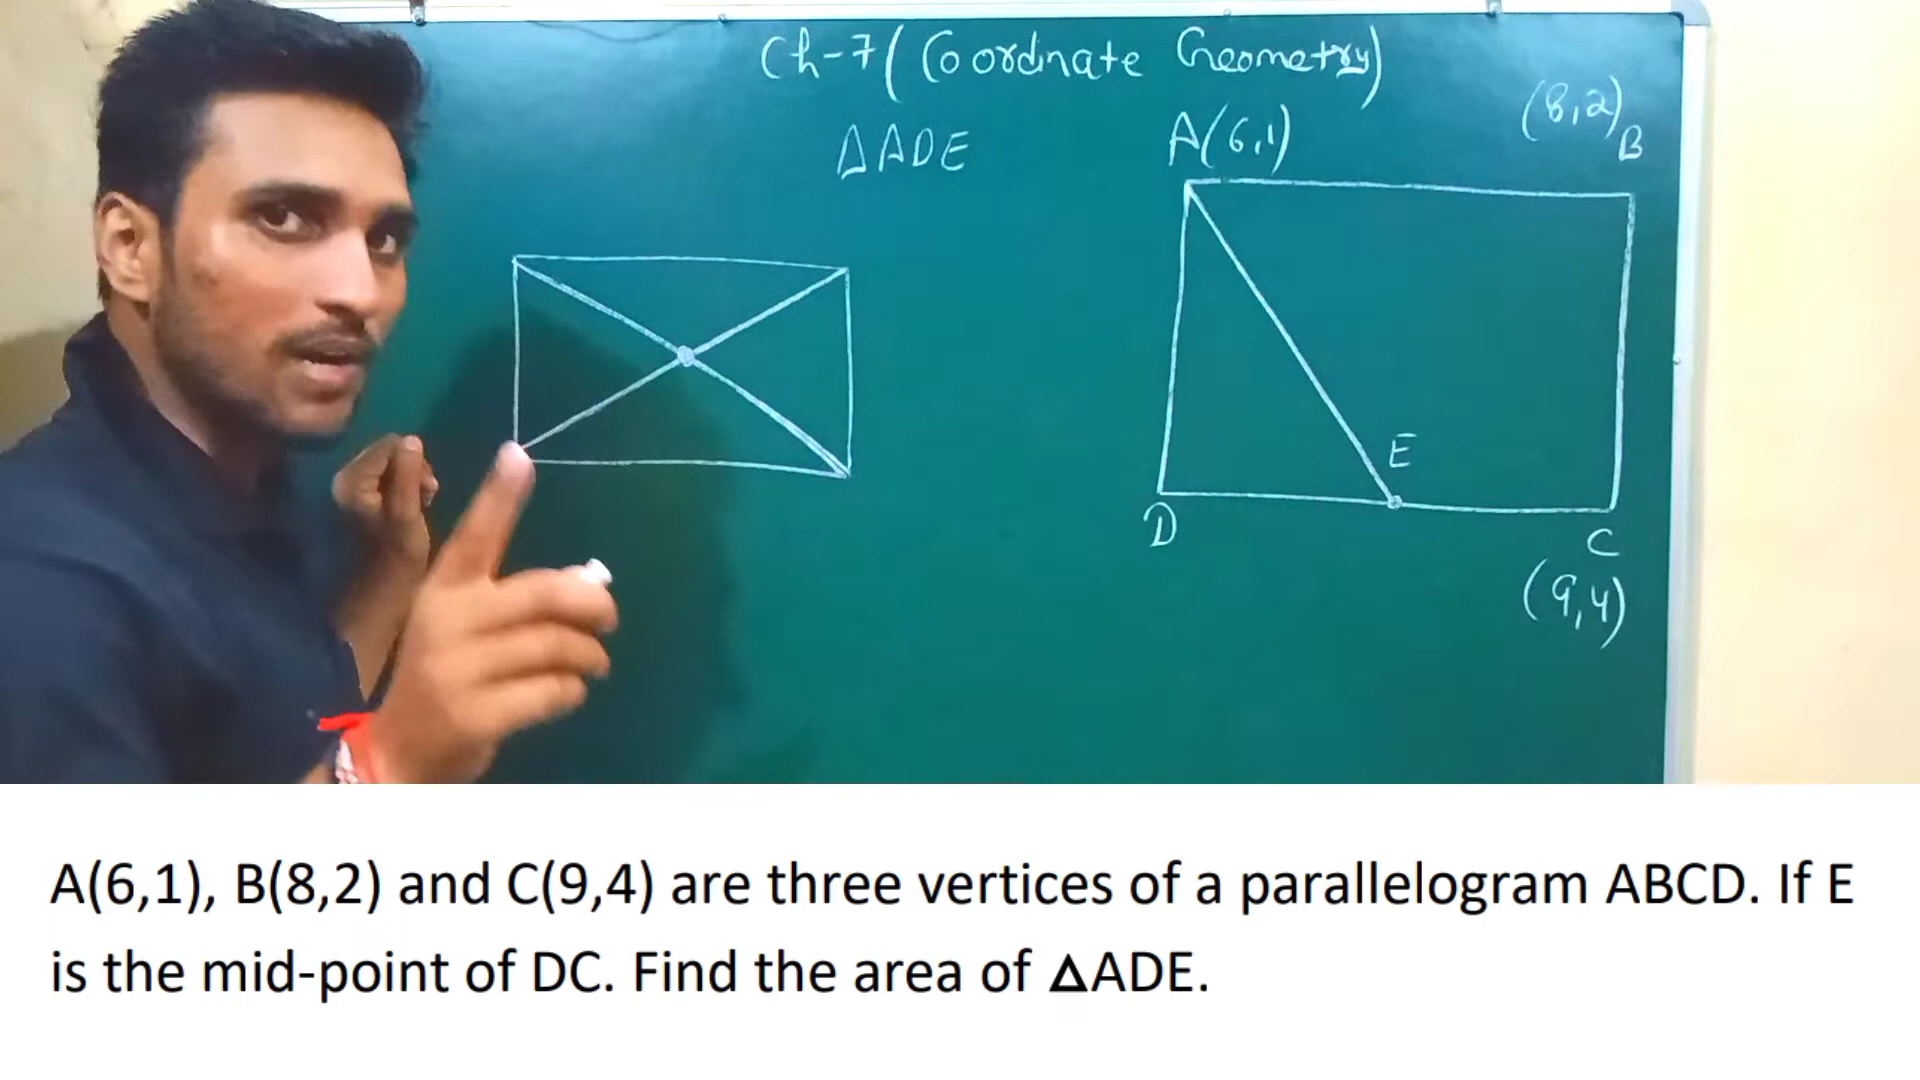 Ch-7 (Coordinate Geometry)
ΔADE
A(6,1)
(8,2)
B
E
D
C
(9,4)
A(6,1), B(8,2) and C(9,4) are three vertices of a parallelogram ABCD. If E
is the mid-point of DC. Find the area of ΔADE.